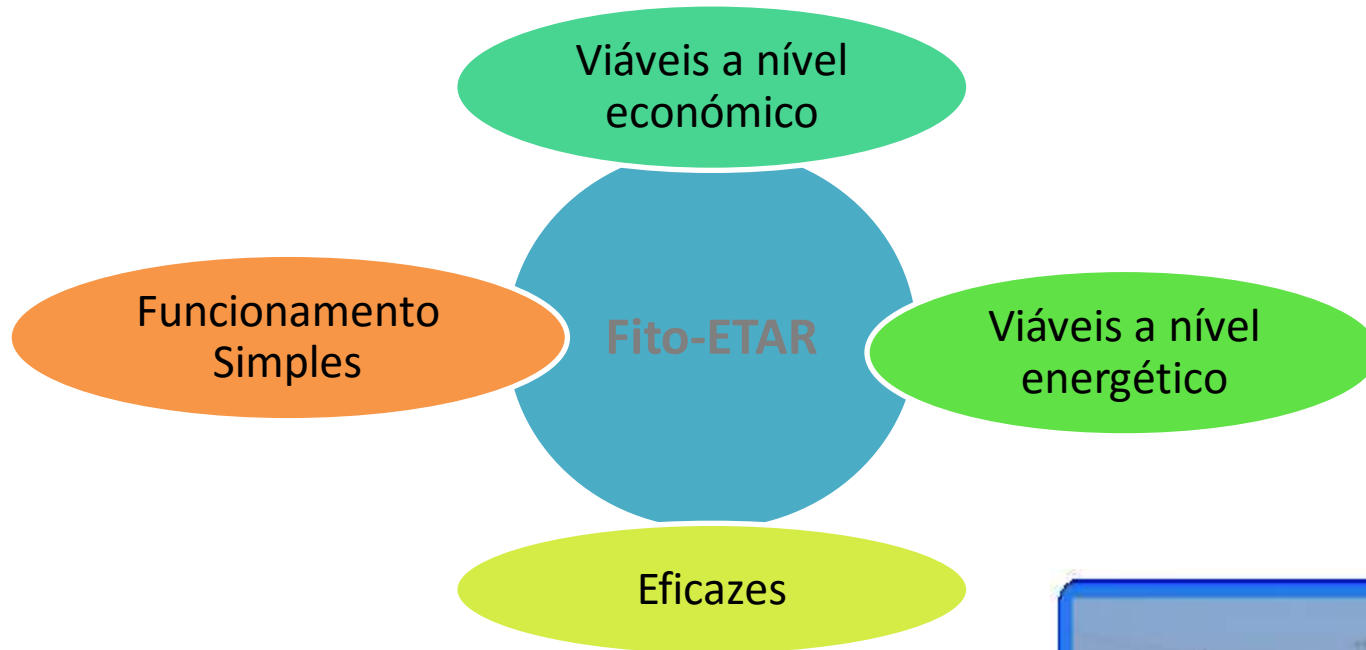 Viáveis a nível
económico
Funcionamento
Simples
Fito-ETAR
Viáveis a nível
energético
Eficazes